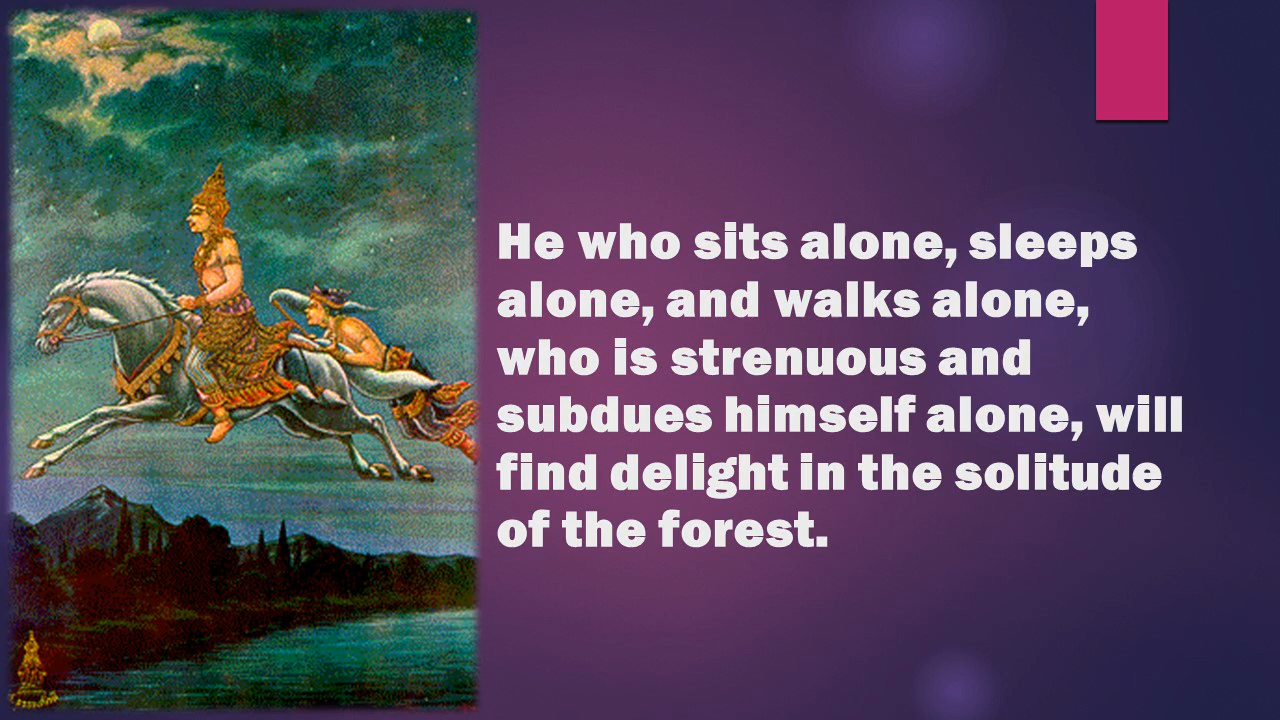 He who sits alone, sleeps
alone, and walks alone,
who is strenuous and
subdues himself alone, will
find delight in the solitude
of the forest.